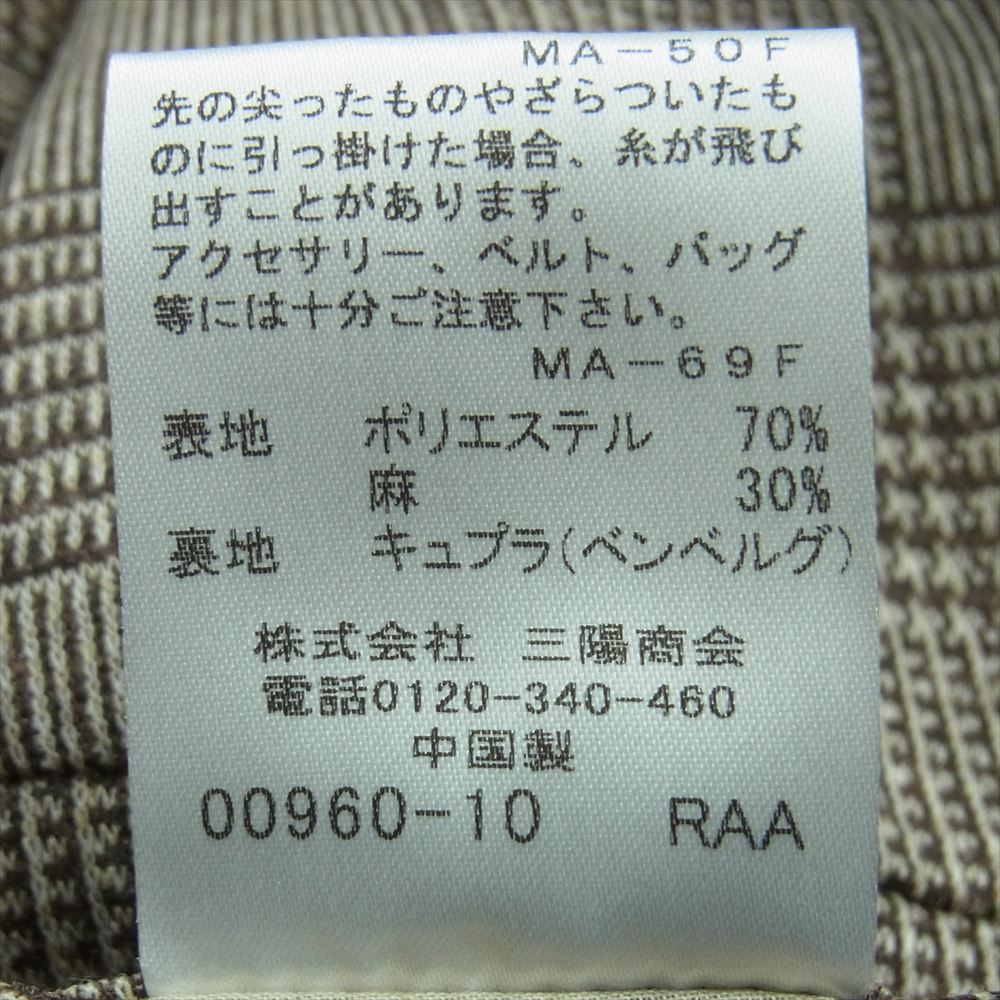 MA-50F
先の尖ったものやざらついたも
のに引っ掛けた場合、糸が飛び
出すことがあります。
アクセサリー、ベルト、バッグ
等には十分ご注意下さい。
MA-69F
表地 ポリエステル 70%
麻 30%
裏地 キュプラ(ベンベルグ)
株式会社 三陽商会
電話0120-340-460
中国製
00960-10 RAA